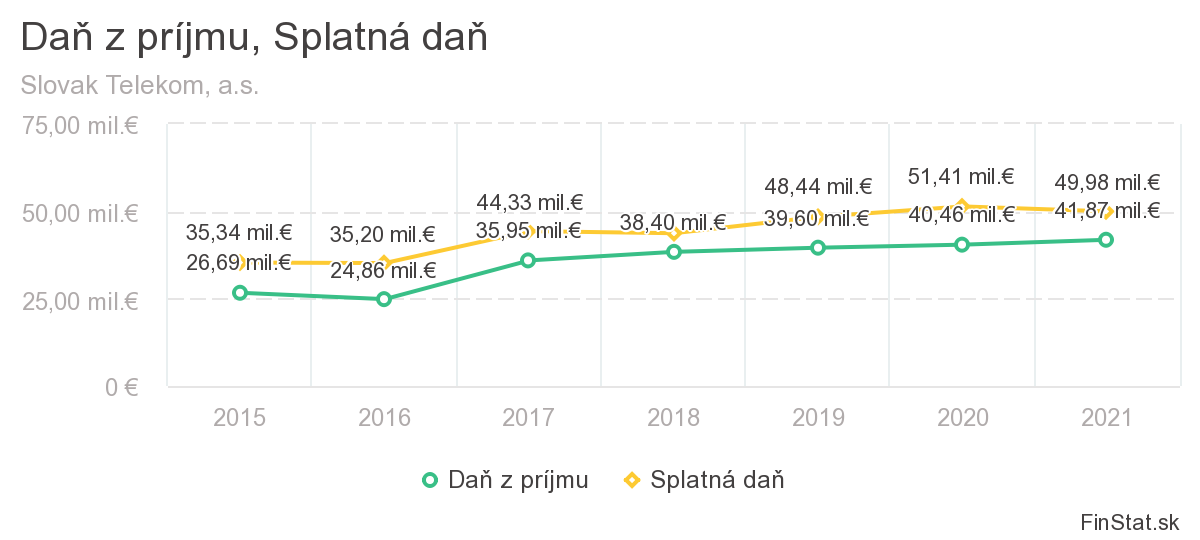 Daň z príjmu, Splatná daň
Slovak Telekom, a.s.
75,00 mil.€
50,00 mil.€
25,00 mil.€
0 €
35,34 mil.€
35,20 mil.€
44,33 mil.€
48,44 mil.€
51,41 mil.€
49,98 mil.€
26,69 mil.€
24,86 mil.€
35,95 mil.€
38,40 mil.€
39,60 mil.€
40,46 mil.€
41,87 mil.€
2015
2016
2017
2018
2019
2020
2021
Daň z príjmu
Splatná daň
FinStat.sk